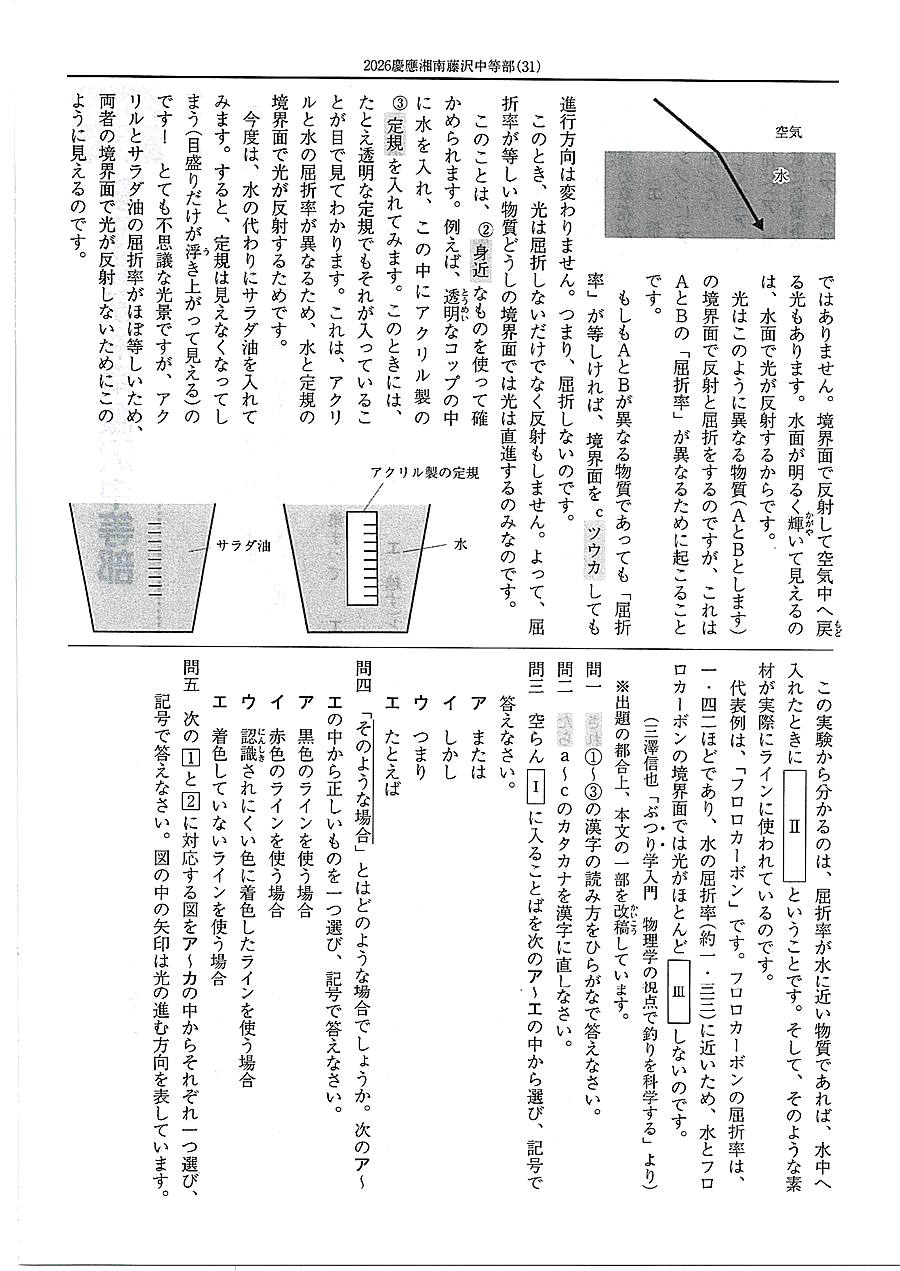 2026慶應湘南藤沢中等部(31)
空気
水
ではありません。境界面で反射して空気中へ戻
もど
る光もあります。水面が明るく輝いて見えるの
かがや
は、水面で光が反射するからです。
光はこのように異なる物質(AとBとします)
の境界面で反射と屈折をするのですが、これは
AとBの「屈折率」が異なるために起こること
です。
もしもAとBが異なる物質であっても「屈折
率」が等しければ、境界面をcツウカしても
進行方向は変わりません。つまり、屈折しないのです。
このとき、光は屈折しないだけでなく反射もしません。よって、屈
折率が等しい物質どうしの境界面では光は直進するのみなのです。
このことは、②身近なものを使って確
かめられます。例えば、透明なコップの中
とうめい
に水を入れ、この中にアクリル製の
③定規を入れてみます。このときには、
たとえ透明な定規でもそれが入っているこ
とが目で見てわかります。これは、アクリ
ルと水の屈折率が異なるため、水と定規の
境界面で光が反射するためです。
今度は、水の代わりにサラダ油を入れて
みます。すると、定規は見えなくなってし
まう(目盛りだけが浮き上がって見える)の
う
です！　とても不思議な光景ですが、アク
リルとサラダ油の屈折率がほぼ等しいため、
両者の境界面で光が反射しないためにこの
ように見えるのです。
アクリル製の定規
水
サラダ油
この実験から分かるのは、屈折率が水に近い物質であれば、水中へ
入れたときに Ⅱ ということです。そして、そのような素
材が実際にラインに使われているのです。
代表例は、「フロロカーボン」です。フロロカーボンの屈折率は、
一・四二ほどであり、水の屈折率(約一・三三)に近いため、水とフロ
ロカーボンの境界面では光がほとんど Ⅲ しないのです。
(三澤信也「ぶつり学入門　物理学の視点で釣りを科学する」より)
※出題の都合上、本文の一部を改稿しています。
かいこう
問一　①～③の漢字の読み方をひらがなで答えなさい。
問二　a～cのカタカナを漢字に直しなさい。
問三　空らん Ⅰ に入ることばを次のア～エの中から選び、記号で
答えなさい。
ア　または
イ　しかし
ウ　つまり
エ　たとえば
問四　「そのような場合」とはどのような場合でしょうか。次のア～
エの中から正しいものを一つ選び、記号で答えなさい。
ア　黒色のラインを使う場合
イ　赤色のラインを使う場合
ウ　認識されにくい色に着色したラインを使う場合
にんしき
エ　着色していないラインを使う場合
問五　次の1と2に対応する図をア～カの中からそれぞれ一つ選び、
記号で答えなさい。図の中の矢印は光の進む方向を表しています。